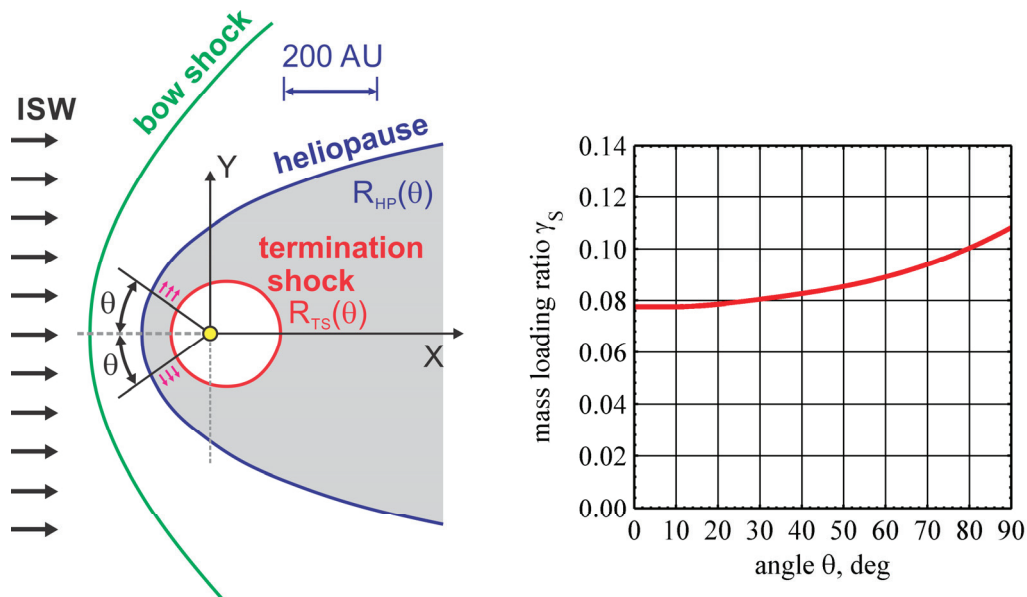 bow shock
200 AU
ISW
heliopause
Y
R_HP(θ)
termination
shock
R_TS(θ)
θ
θ
X
mass loading ratio γ_S
0.14
0.12
0.10
0.08
0.06
0.04
0.02
0.00
0 10 20 30 40 50 60 70 80 90
angle θ, deg